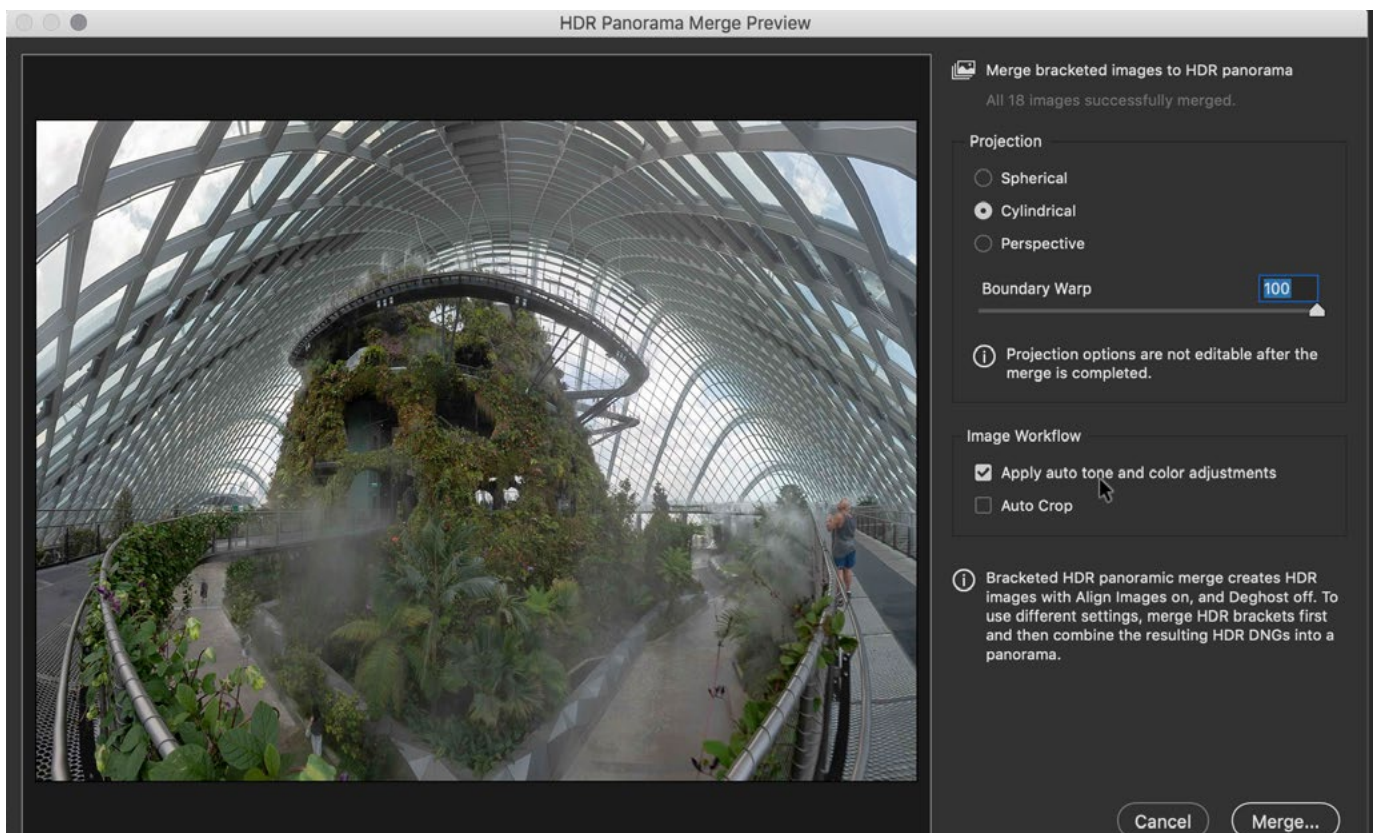 HDR Panorama Merge Preview
Merge bracketed images to HDR panorama
All 18 images successfully merged.
Projection
Spherical
Cylindrical
Perspective
Boundary Warp
100
Projection options are not editable after the
merge is completed.
Image Workflow
Apply auto tone and color adjustments
Auto Crop
Bracketed HDR panoramic merge creates HDR
images with Align Images on, and Deghost off. To
use different settings, merge HDR brackets first
and then combine the resulting HDR DNGs into a
panorama.
Cancel
Merge...